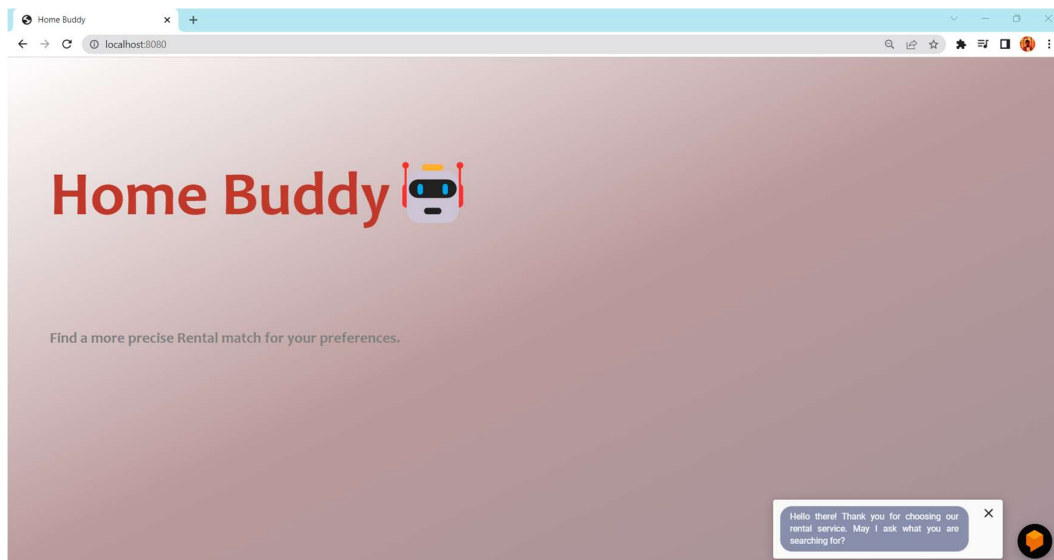 Home Buddy
localhost:8080
Home Buddy
Find a more precise Rental match for your preferences.
Hello there! Thank you for choosing our
rental service. May I ask what you are
searching for?